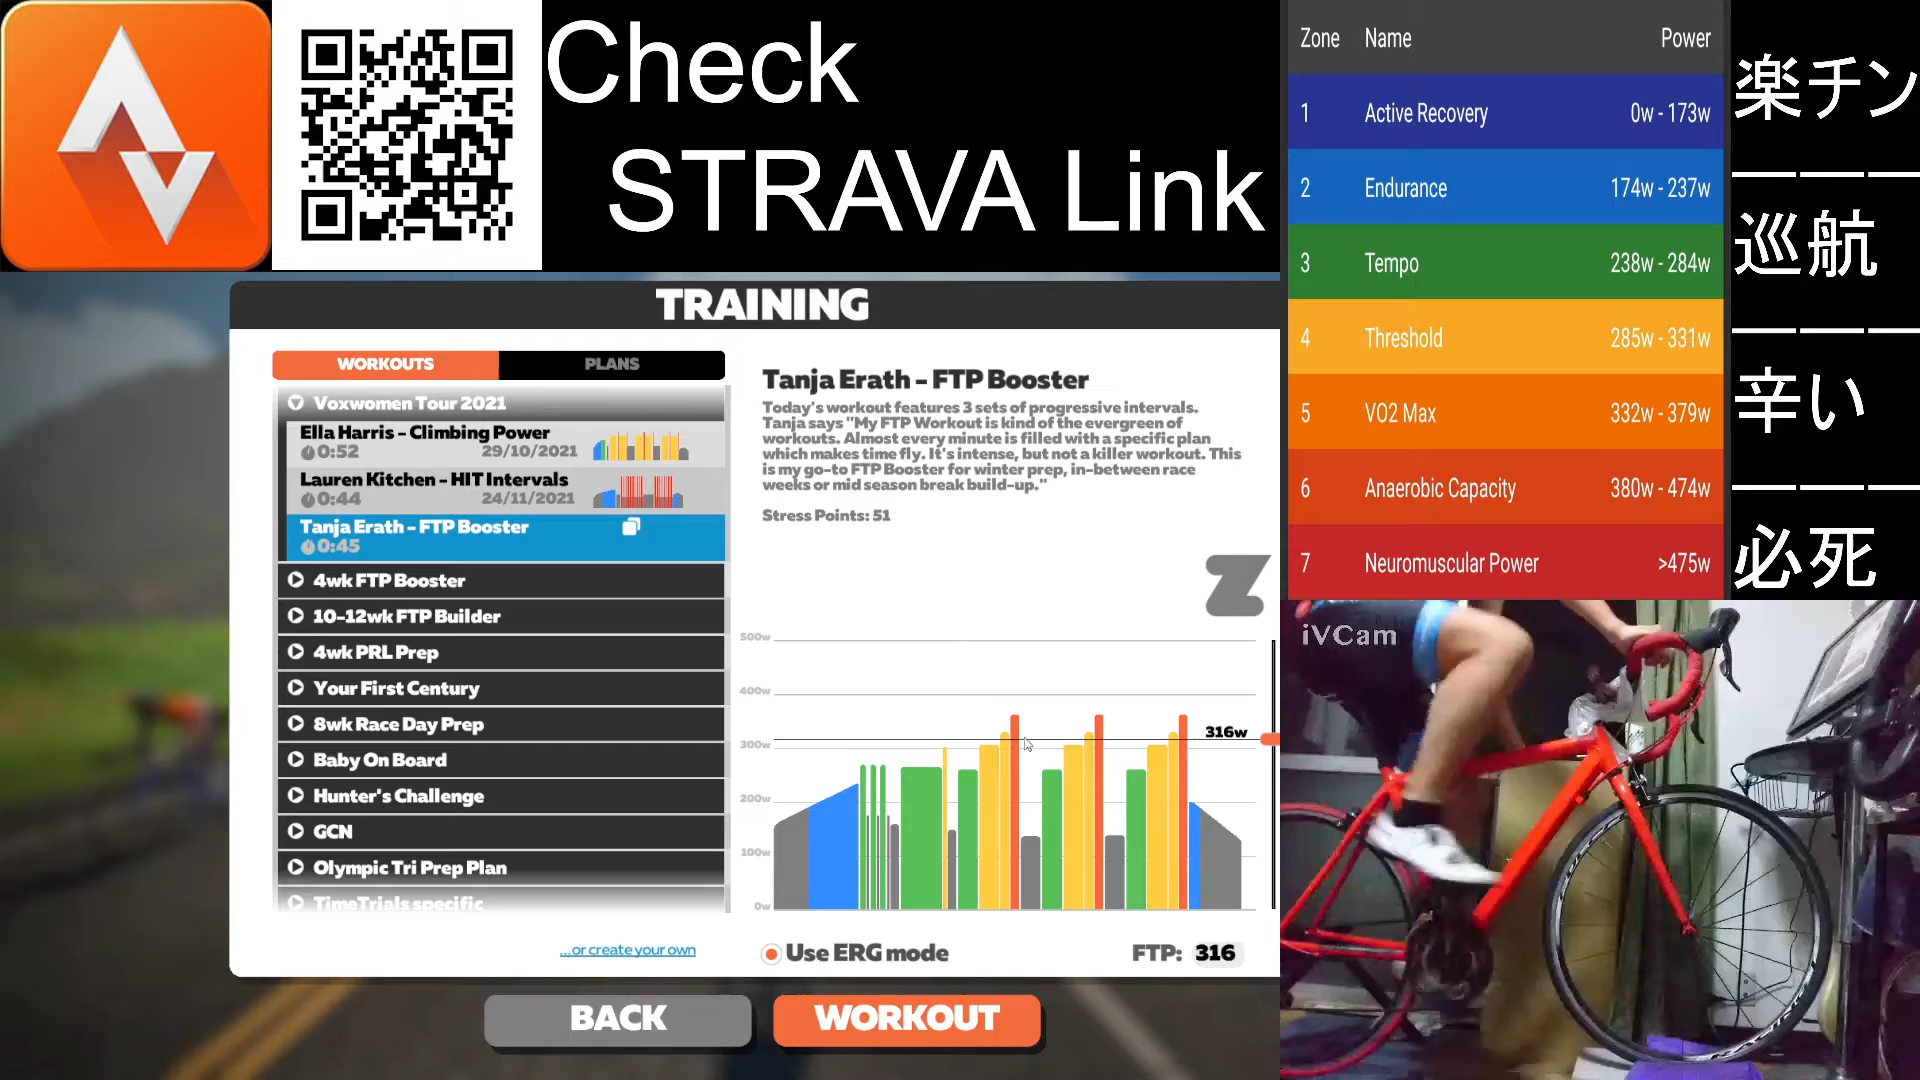 Check
STRAVA Link
TRAINING
WORKOUTS
PLANS
Voxwomen Tour 2021
Ella Harris - Climbing Power
0:52
29/10/2021
Lauren Kitchen - HIT Intervals
0:44
24/11/2021
Tanja Erath - FTP Booster
0:45
4wk FTP Booster
10-12wk FTP Builder
4wk PRL Prep
Your First Century
8wk Race Day Prep
Baby On Board
Hunter's Challenge
GCN
Olympic Tri Prep Plan
TimeTrials specific
...or create your own
Tanja Erath - FTP Booster
Today's workout features 3 sets of progressive intervals.
Tanja says "My FTP Workout is kind of the evergreen of
workouts. Almost every minute is filled with a specific plan
which makes time fly. It's intense, but not a killer workout. This
is my go-to FTP Booster for winter prep, in-between race
weeks or mid season break build-up."
Stress Points: 51
500w
400w
316w
300w
200w
100w
0w
Use ERG mode
FTP: 316
BACK
WORKOUT
Zone Name Power
1 Active Recovery 0w - 173w
2 Endurance 174w - 237w
3 Tempo 238w - 284w
4 Threshold 285w - 331w
5 VO2 Max 332w - 379w
6 Anaerobic Capacity 380w - 474w
7 Neuromuscular Power >475w
楽チン
巡航
辛い
必死
iVCam